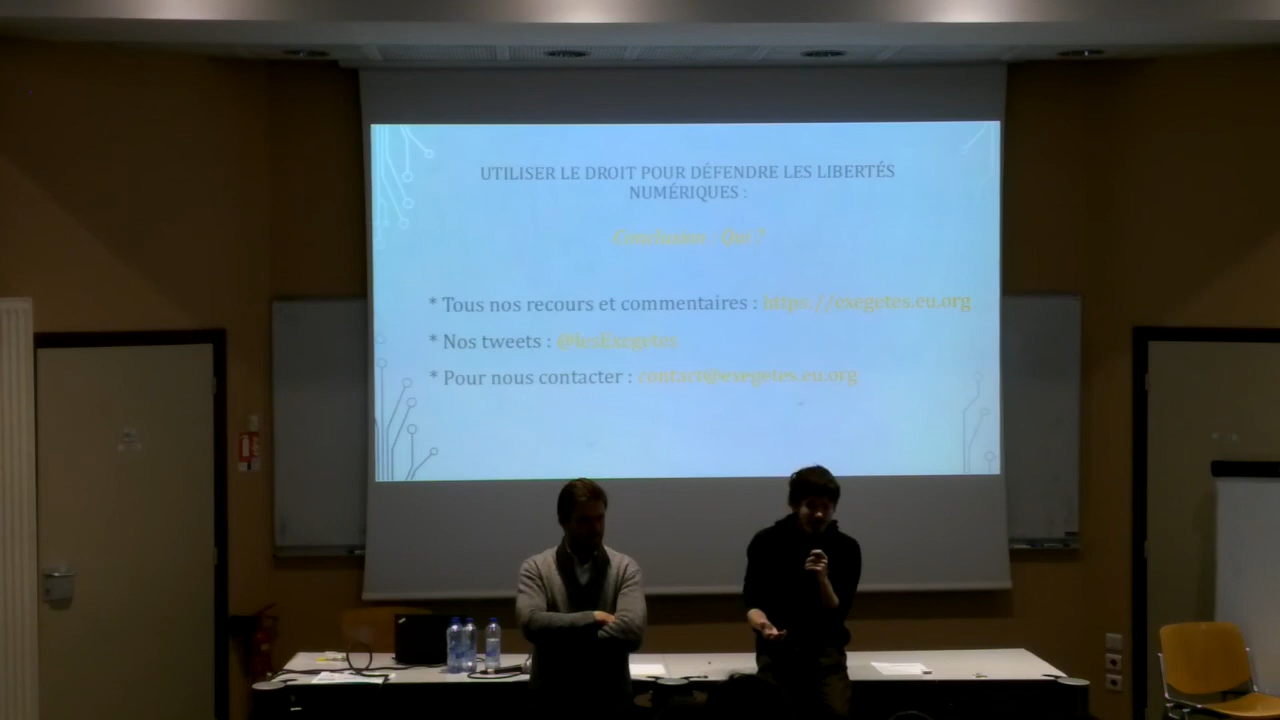 UTILISER LE DROIT POUR DÉFENDRE LES LIBERTÉS
NUMÉRIQUES :
Conclusion : Qui ?
* Tous nos recours et commentaires : https://exegetes.eu.org
* Nos tweets : @lesExegetes
* Pour nous contacter : contact@exegetes.eu.org